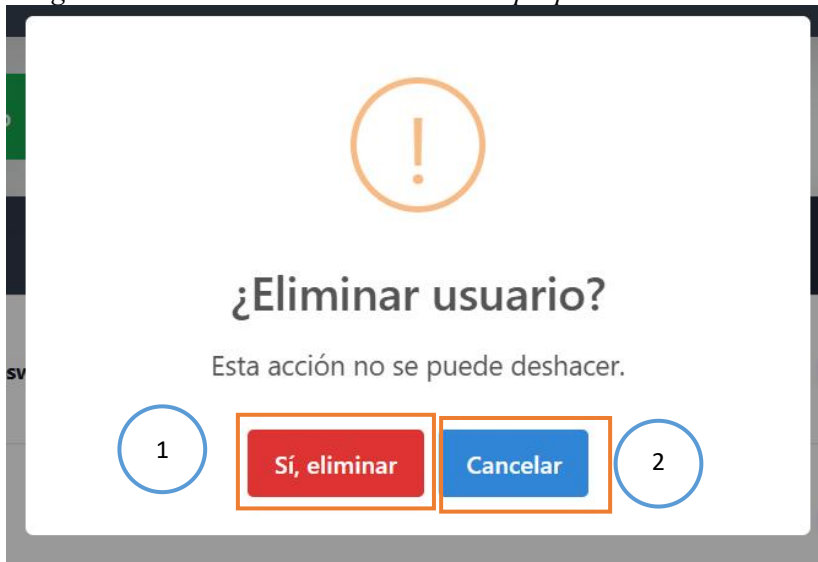 ¿Eliminar usuario?
Esta acción no se puede deshacer.
1 Sí, eliminar Cancelar 2